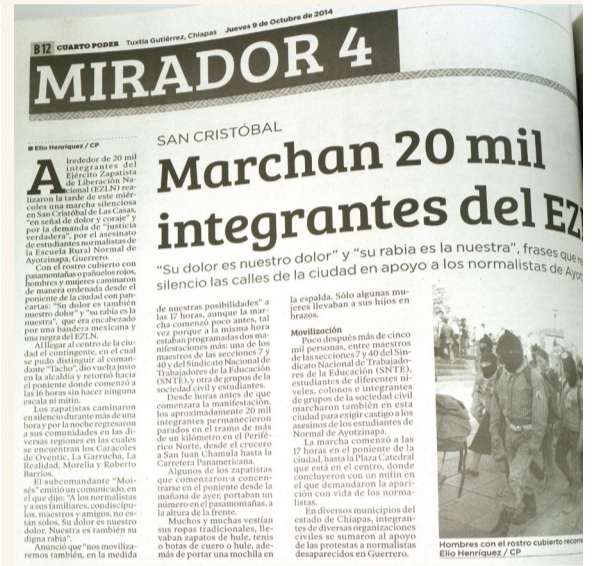 B12 CUARTO PODER Tuxtla Gutiérrez, Chiapas Jueves 9 de Octubre de 2014
MIRADOR 4
Elio Henríquez / CP
SAN CRISTÓBAL
Marchan 20 mil
integrantes del EZ
"Su dolor es nuestro dolor" y "su rabia es la nuestra", frases que
silencio las calles de la ciudad en apoyo a los normalistas de
Alrededor de 20 mil
integrantes del
Ejército Zapatista
de Liberación Na-
cional (EZLN) rea-
lizaron la tarde de este miér-
coles una marcha silenciosa
en San Cristóbal de Las Casas,
"en señal de dolor y coraje" y
por la demanda de "justicia
verdadera", por el asesinato
de estudiantes normalistas de
la Escuela Rural Normal de
Ayotzinapa, Guerrero.
Con el rostro cubierto con
pasamontañas o pañuelos rojos,
hombres y mujeres caminaron
de manera ordenada desde el
poniente de la ciudad con pan-
cartas: "Su dolor es también
nuestro dolor" y "su rabia es la
nuestra", que era encabezado
por una bandera mexicana y
una negra del EZLN.
Al llegar al centro de la ciu-
dad el contingente, en el cual
se pudo distinguir al coman-
dante "Tacho", dio vuelta justo
en la alcaldía y retornó hacia
el poniente donde comenzó a
las 16 horas sin hacer ninguna
escala ni mitin.
Los zapatistas caminaron
en silencio durante más de una
hora y por la noche regresaron
a sus comunidades en las di-
versas regiones en las cuales
se encuentran los Caracoles
de Oventic, La Garrucha, La
Realidad, Morelia y Roberto
Barrios.
El subcomandante "Moi-
sés" emitió un comunicado, en
el que dijo: "A los normalistas
y a sus familiares, condiscípu-
los, maestros y amigos, no es-
tán solos. Su dolor es nuestro
dolor. Nuestra es también su
digna rabia".
Anunció que "nos moviliza-
remos también, en la medida
de nuestras posibilidades" a
las 17 horas, aunque la mar-
cha comenzó poco antes, tal
vez porque a la misma hora
estaban programadas dos ma-
nifestaciones más: una de los
maestros de las secciones 7 y
40 del Sindicato Nacional de
Trabajadores de la Educación
(SNTE), y otra de grupos de la
sociedad civil y estudiantes.
Desde horas antes de que
comenzara la manifestación,
los aproximadamente 20 mil
integrantes permanecieron
parados en el tramo de más
de un kilómetro en el Perifé-
rico Norte, desde el crucero
a San Juan Chamula hasta la
Carretera Panamericana.
Algunos de los zapatistas
que comenzaron a concen-
trarse en el poniente desde la
mañana de ayer, portaban un
número en el pasamontañas, a
la altura de la frente.
Muchos y muchas vestían
sus ropas tradicionales, lle-
vaban zapatos de hule, tenis
o botas de cuero o hule, ade-
más de portar una mochila en
la espalda. Sólo algunas mu-
jeres llevaban a sus hijos en
brazos.
Movilización
Poco después más de cinco
mil personas, entre maestros
de las secciones 7 y 40 del Sin-
dicato Nacional de Trabajado-
res de la Educación (SNTE),
estudiantes de diferentes ni-
veles, colonos e integrantes
de grupos de la sociedad civil
marcharon también en esta
ciudad para exigir castigo a los
asesinos de los estudiantes de
Normal de Ayotzinapa.
La marcha comenzó a las
17 horas en el poniente de la
ciudad, hasta la Plaza Catedral
que está en el centro, donde
concluyeron con un mitin en
el que demandaron la apari-
ción con vida de los norma-
listas.
En diversos municipios del
estado de Chiapas, integran-
tes de diversas organizaciones
civiles se sumaron al apoyo
de las protestas a normalistas
desaparecidos en Guerrero.
Hombres con el rostro cubierto
Elio Henríquez / CP